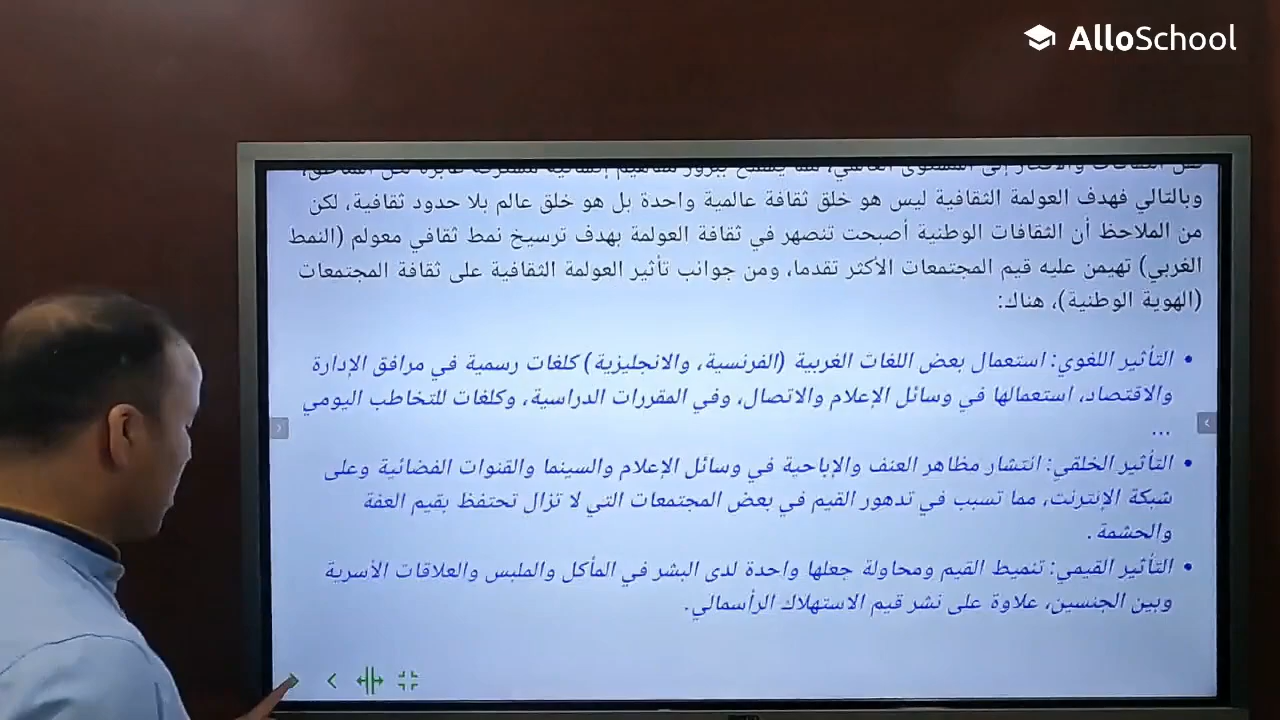 AlloSchool
وبالتالي فهدف العولمة الثقافية ليس هو خلق ثقافة عالمية واحدة بل هو خلق عالم بلا حدود ثقافية، لكن
من الملاحظ أن الثقافات الوطنية أصبحت تنصهر في ثقافة العولمة بهدف ترسيخ نمط ثقافي معولم (النمط
الغربي) تهيمن عليه قيم المجتمعات الأكثر تقدما، ومن جوانب تأثير العولمة الثقافية على ثقافة المجتمعات
(الهوية الوطنية)، هناك:
• التأثير اللغوي: استعمال بعض اللغات الغربية (الفرنسية، والانجليزية) كلغات رسمية في مرافق الإدارة
والاقتصاد، استعمالها في وسائل الإعلام والاتصال، وفي المقررات الدراسية، وكلغات للتخاطب اليومي
...
• التأثير الخلقي: انتشار مظاهر العنف والإباحية في وسائل الإعلام والسينما والقنوات الفضائية وعلى
شبكة الإنترنت، مما تسبب في تدهور القيم في بعض المجتمعات التي لا تزال تحتفظ بقيم العفة
والحشمة.
• التأثير القيمي: تنميط القيم ومحاولة جعلها واحدة لدى البشر في المأكل والملبس والعلاقات الأسرية
وبين الجنسين، علاوة على نشر قيم الاستهلاك الرأسمالي.